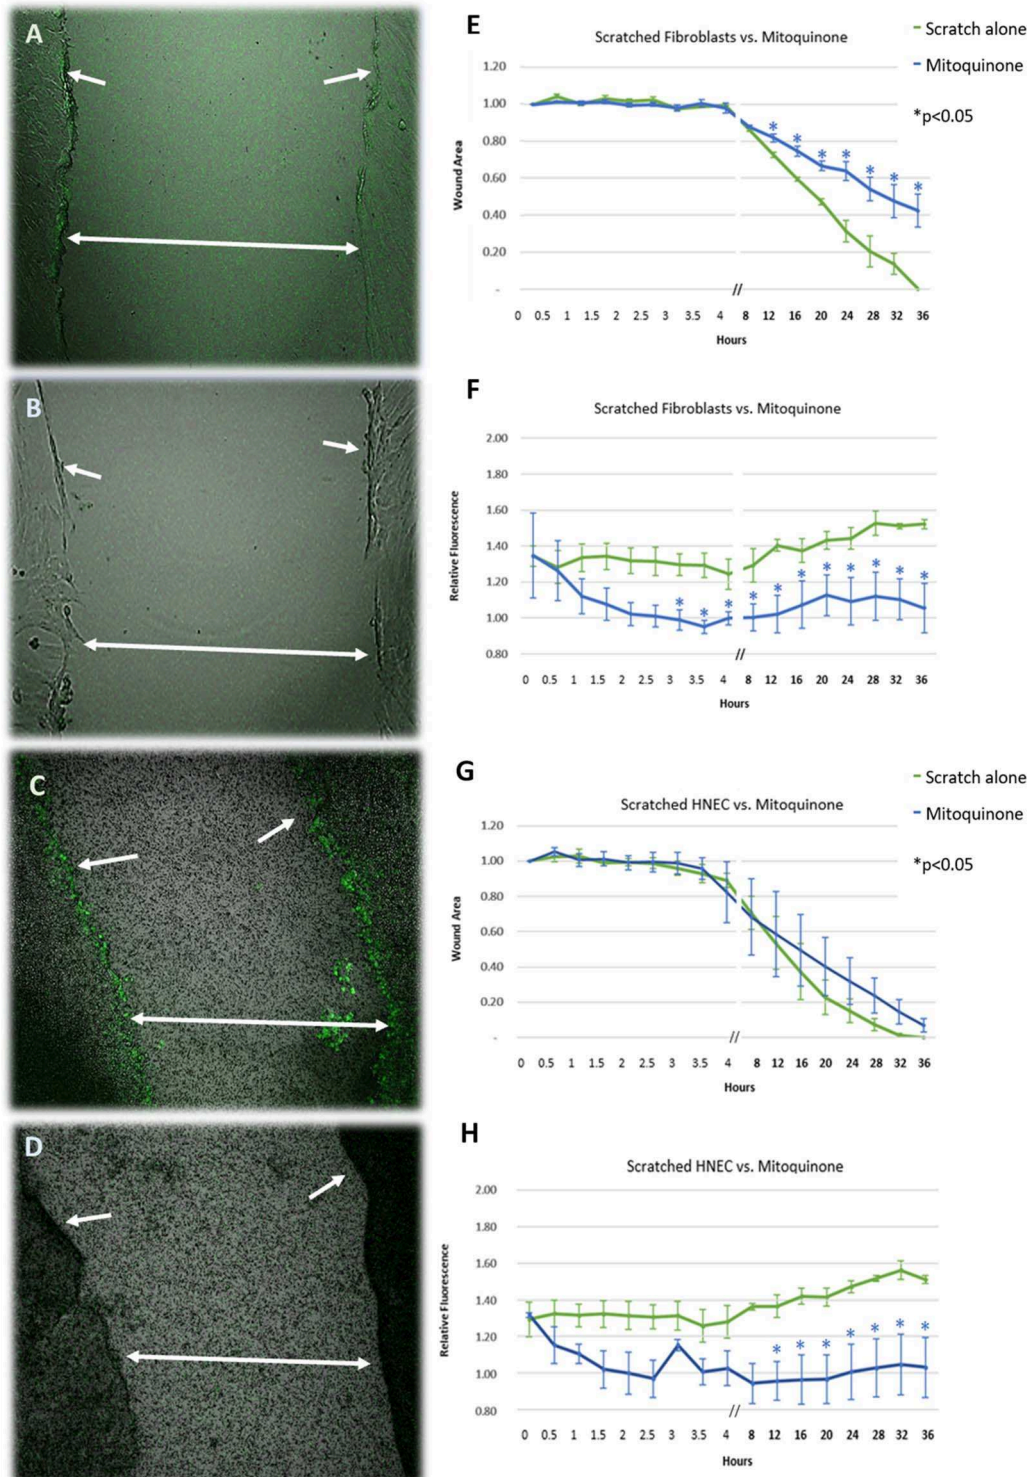 A
B
C
D
E
Scratched Fibroblasts vs. Mitoquinone
Scratch alone
Mitoquinone
*p<0.05
Wound Area
1.20
1.00
0.80
0.60
0.40
0.20
-
* * * * * * *
//
0 0.5 1 1.5 2 2.5 3 3.5 4 8 12 16 20 24 28 32 36
Hours
F
Scratched Fibroblasts vs. Mitoquinone
Relative Fluorescence
2.00
1.80
1.60
1.40
1.20
1.00
0.80
* * * * * * * * * * *
//
0 0.5 1 1.5 2 2.5 3 3.5 4 8 12 16 20 24 28 32 36
Hours
G
Scratched HNEC vs. Mitoquinone
Scratch alone
Mitoquinone
*p<0.05
Wound Area
1.20
1.00
0.80
0.60
0.40
0.20
-
//
0 0.5 1 1.5 2 2.5 3 3.5 4 8 12 16 20 24 28 32 36
Hours
H
Scratched HNEC vs. Mitoquinone
Relative Fluorescence
2.00
1.80
1.60
1.40
1.20
1.00
0.80
* * * * * * *
//
0 0.5 1 1.5 2 2.5 3 3.5 4 8 12 16 20 24 28 32 36
Hours